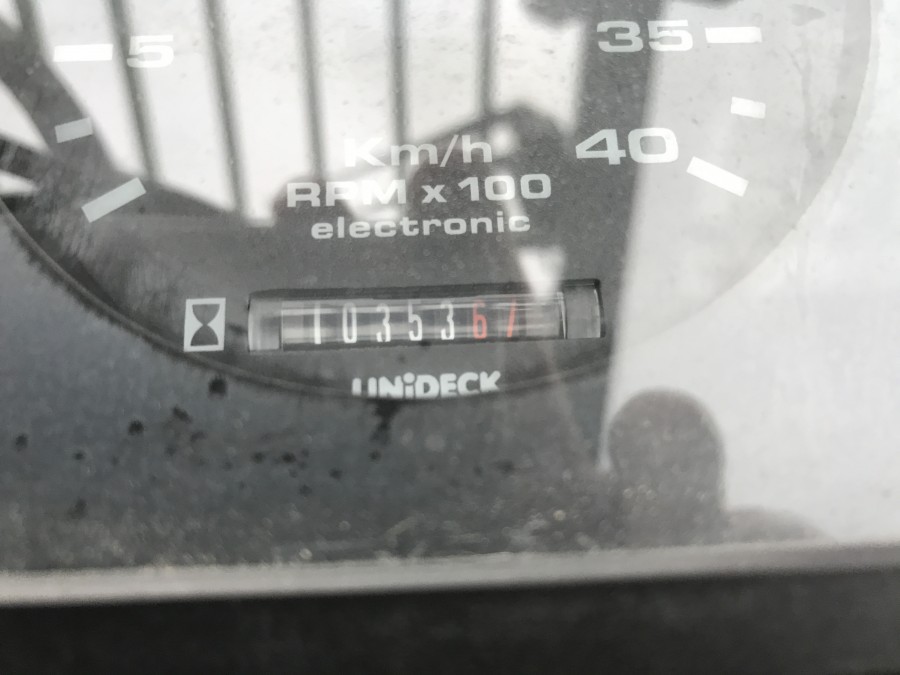 5
35
40
Km/h
RPM x 100
electronic
1035367
UNiDECK